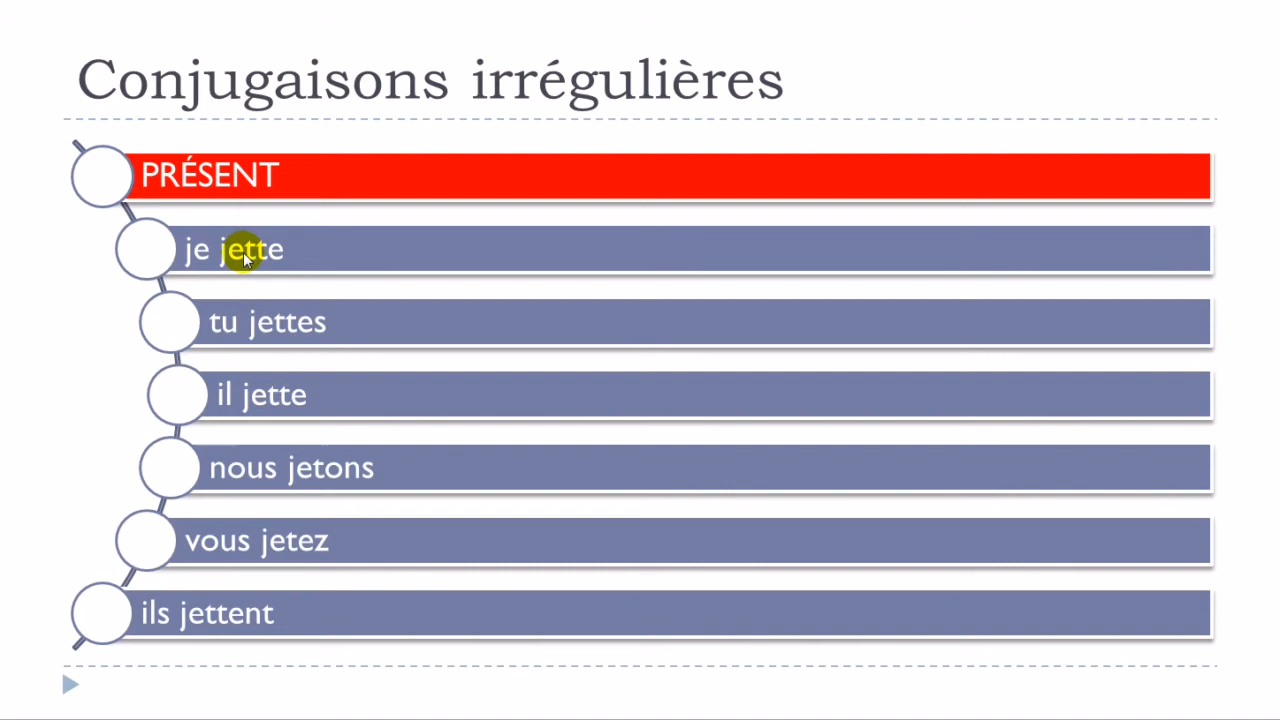 Conjugaisons irrégulières
PRÉSENT
je jette
tu jettes
il jette
nous jetons
vous jetez
ils jettent